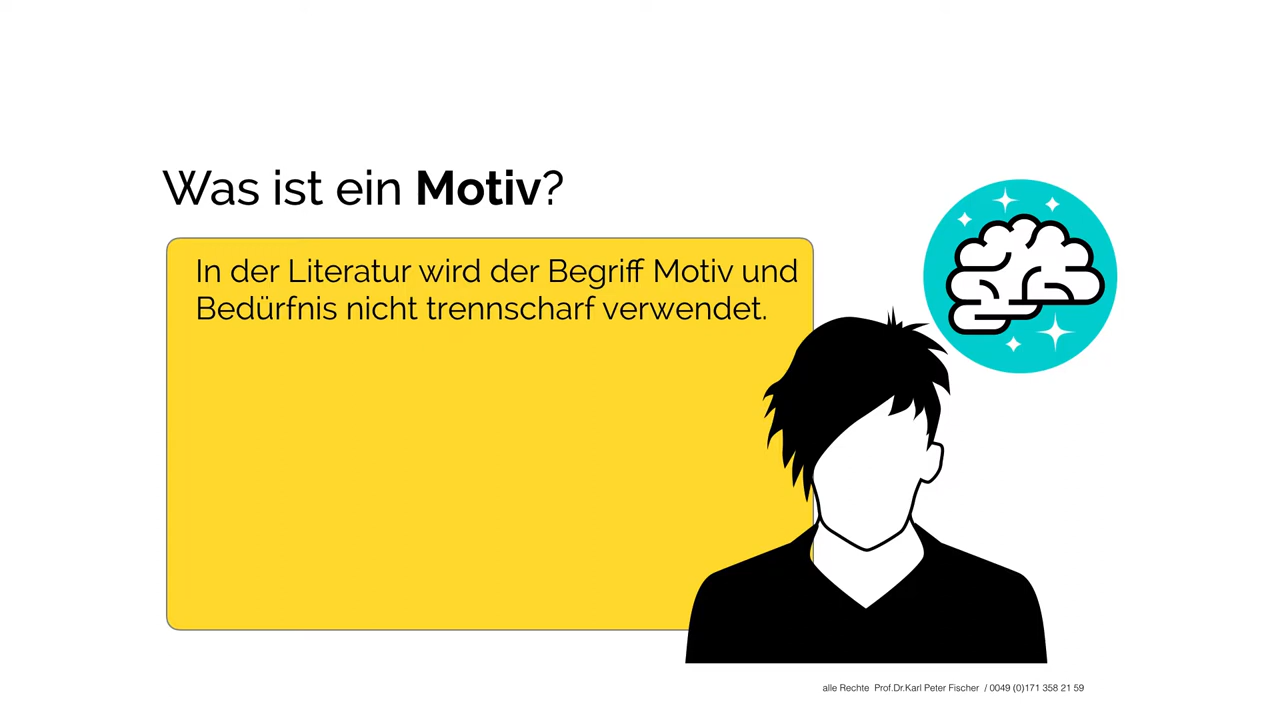 Was ist ein Motiv?
In der Literatur wird der Begriff Motiv und
Bedürfnis nicht trennscharf verwendet.
alle Rechte Prof.Dr.Karl Peter Fischer / 0049 (0)171 358 21 59